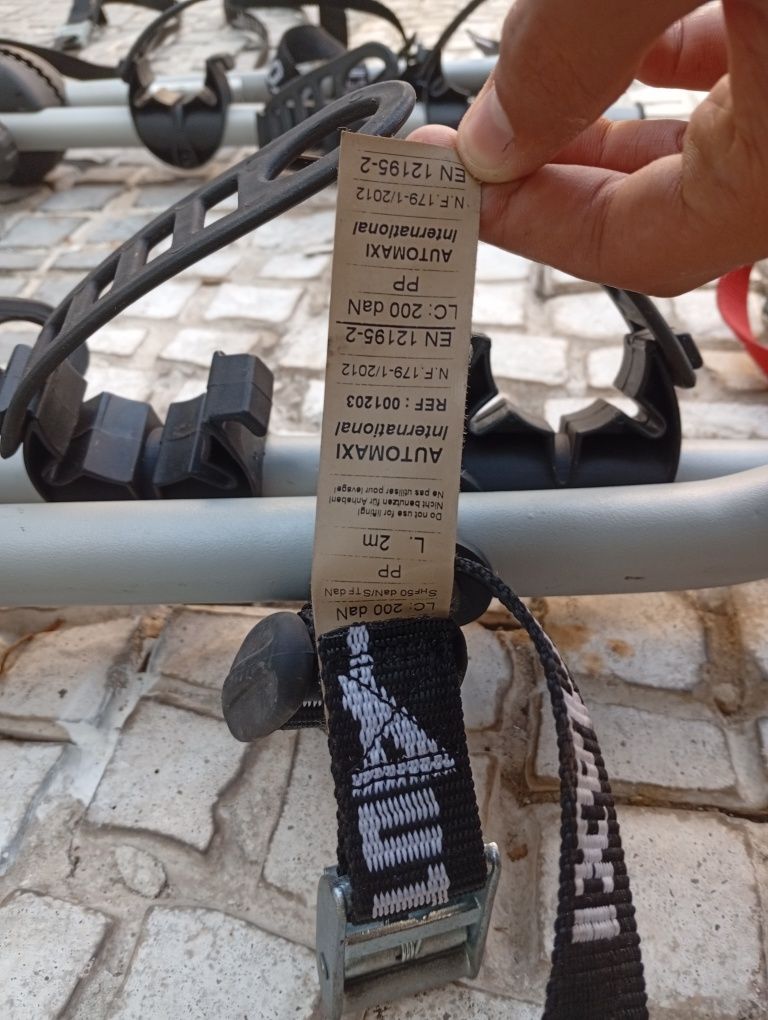 LC: 200 daN
SHF50 daN/STF daN
PP
L. 2m
Do not use for lifting!
Nicht benutzen für Anhaben!
Ne pas utiliser pour levage!
AUTOMAXI
International
REF : 001203
N.F.179-1/2012
EN 12195-2
LC: 200 daN
PP
AUTOMAXI
International
N.F.179-1/2012
EN 12195-2